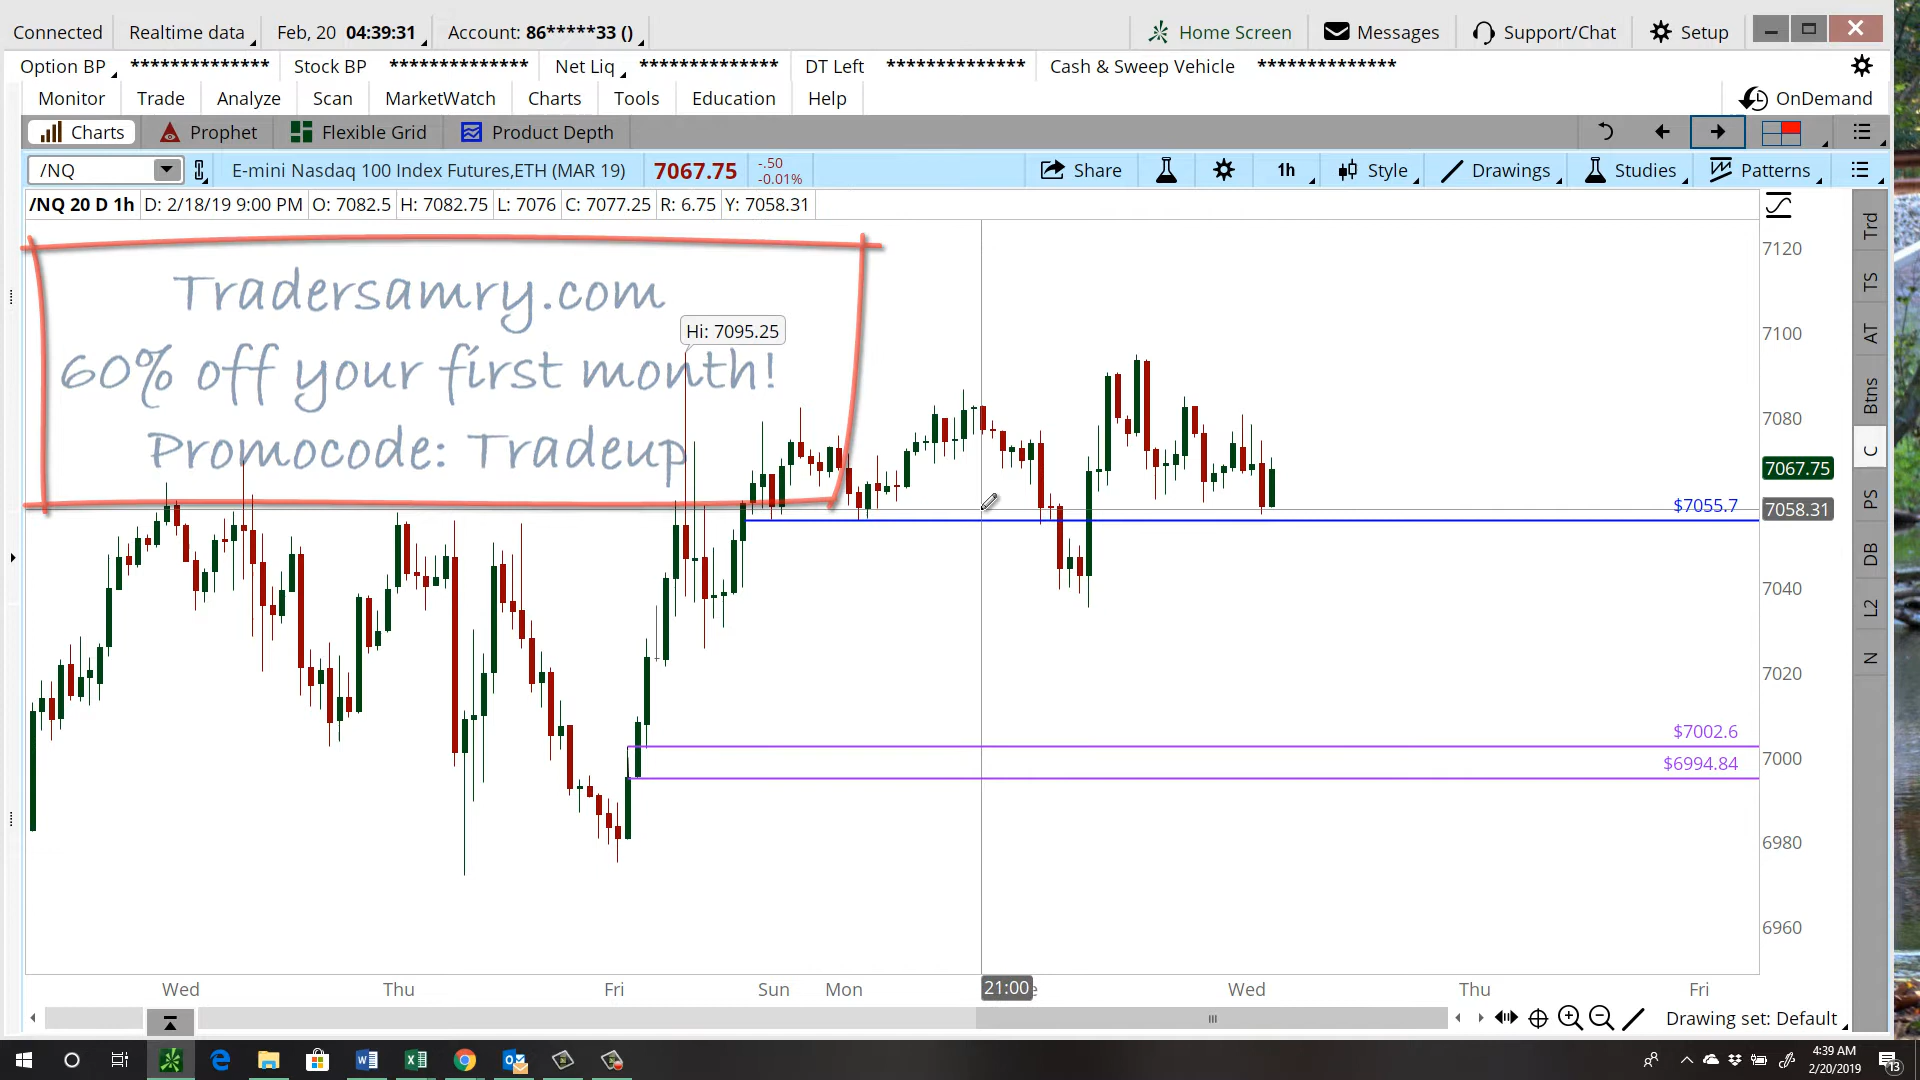 Connected Realtime data Feb, 20 04:39:31 Account: 86*****33 () Home Screen Messages Support/Chat Setup
Option BP ************** Stock BP ************** Net Liq ************** DT Left ************** Cash & Sweep Vehicle **************
Monitor Trade Analyze Scan MarketWatch Charts Tools Education Help OnDemand
Charts Prophet Flexible Grid Product Depth
/NQ E-mini Nasdaq 100 Index Futures,ETH (MAR 19) 7067.75 -.50 Share 1h Style Drawings Studies Patterns
-0.01%
/NQ 20 D 1h D: 2/18/19 9:00 PM O: 7082.5 H: 7082.75 L: 7076 C: 7077.25 R: 6.75 Y: 7058.31
Tradersamry.com
Hi: 7095.25
60% off your first month!
Promocode: Tradeup
7120
7100
7080
7067.75
$7055.7 7058.31
7040
7020
$7002.6
7000
$6994.84
6980
6960
Trd
TS
AT
Btns
C
PS
DB
L2
N
Wed Thu Fri Sun Mon 21:00 Wed Thu Fri
Drawing set: Default
4:39 AM
2/20/2019
13